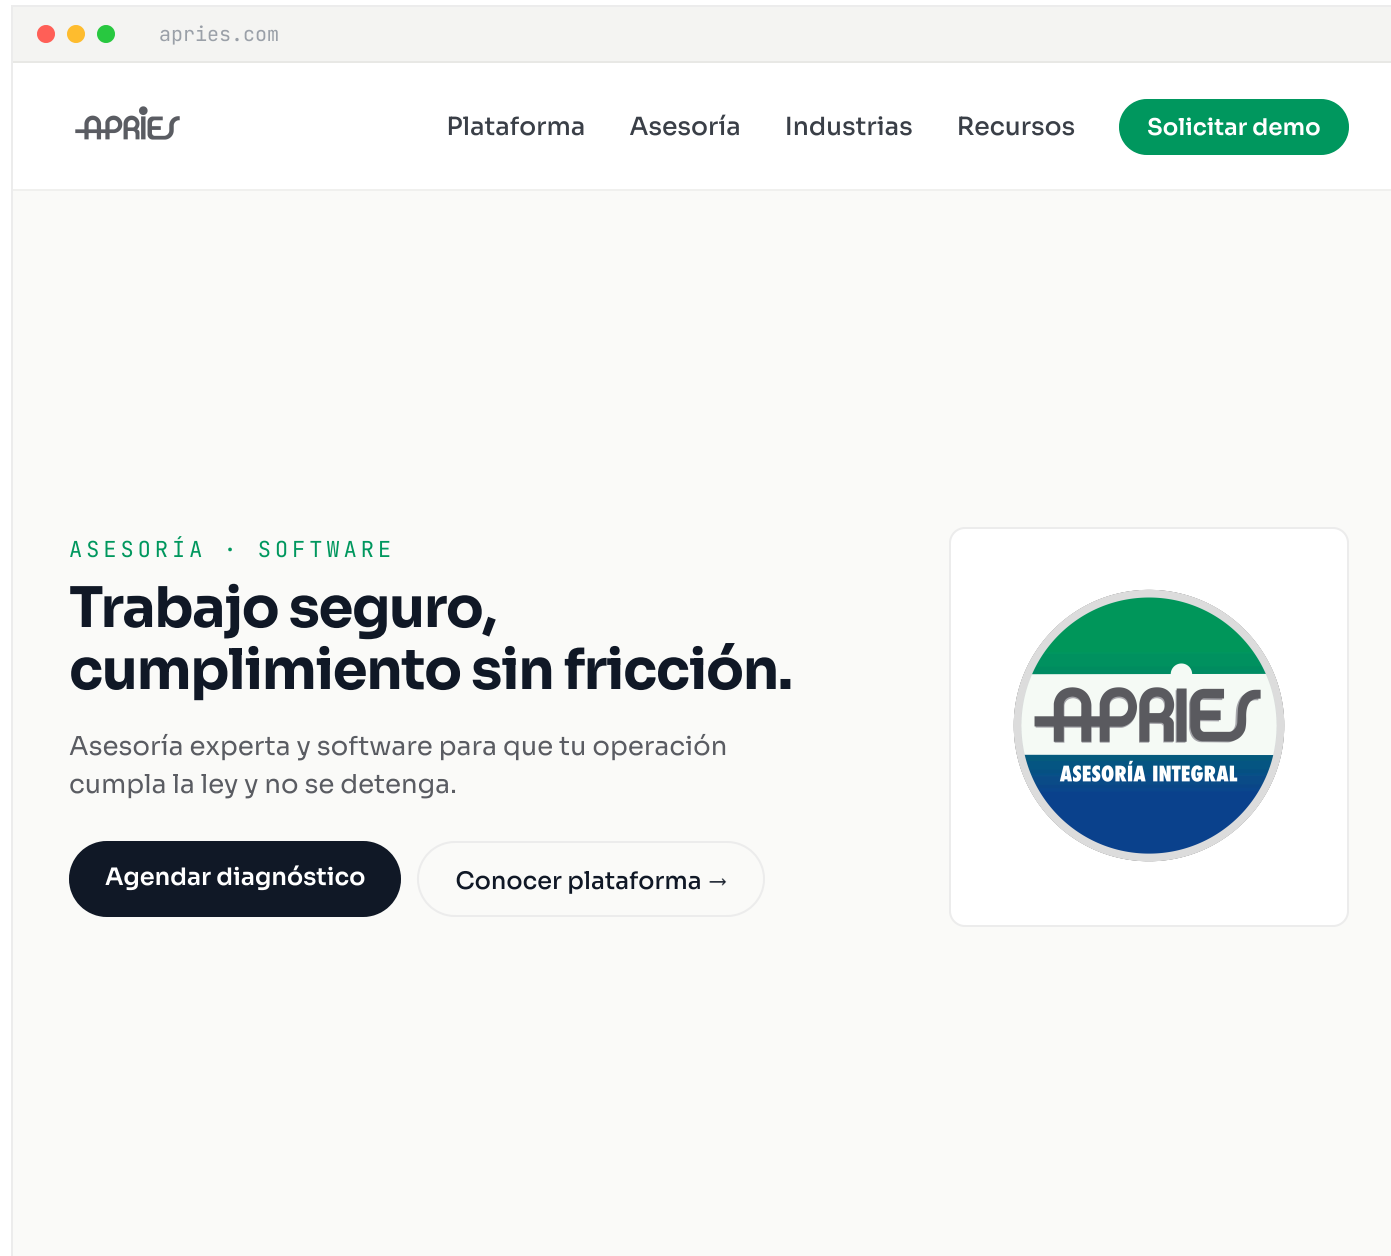 apries.com
APRIES
Plataforma
Asesoría
Industrias
Recursos
Solicitar demo
ASESORÍA · SOFTWARE
Trabajo seguro,
cumplimiento sin fricción.
Asesoría experta y software para que tu operación
cumpla la ley y no se detenga.
Agendar diagnóstico
Conocer plataforma →
APRIES
ASESORÍA INTEGRAL